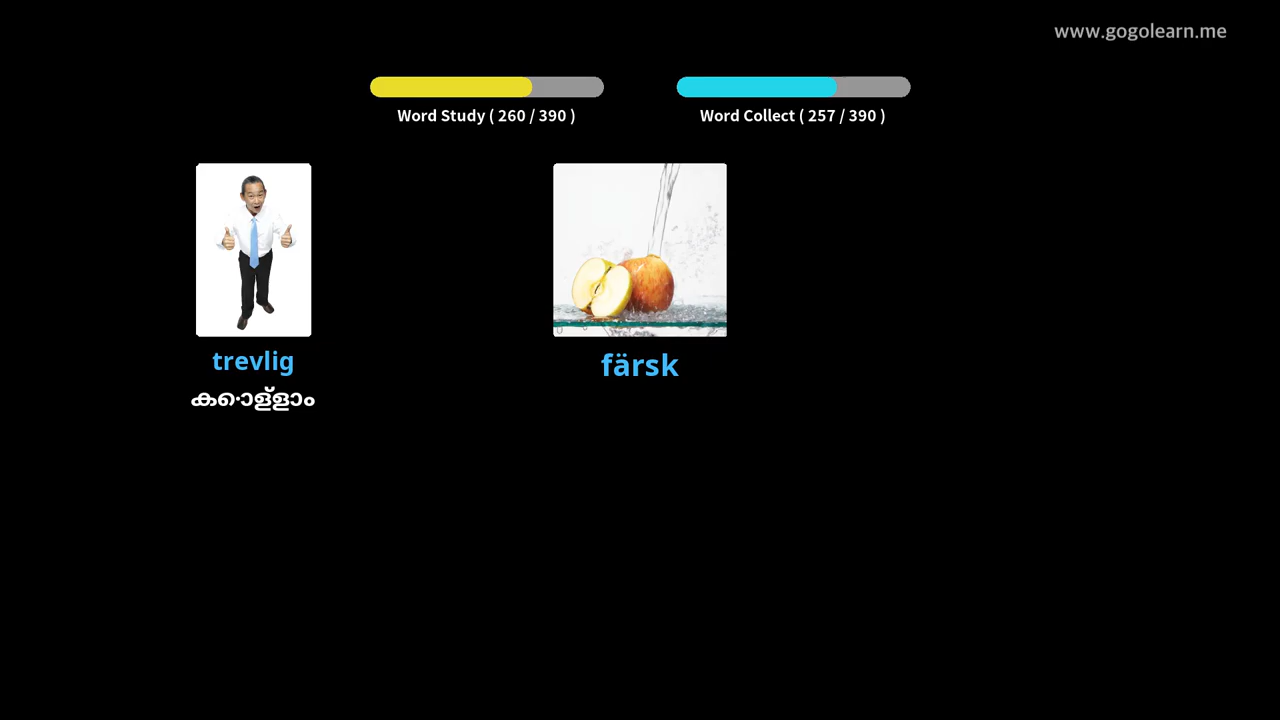 www.gogolearn.me
Word Study ( 260 / 390 )
Word Collect ( 257 / 390 )
trevlig
കൊള്ളാം
färsk